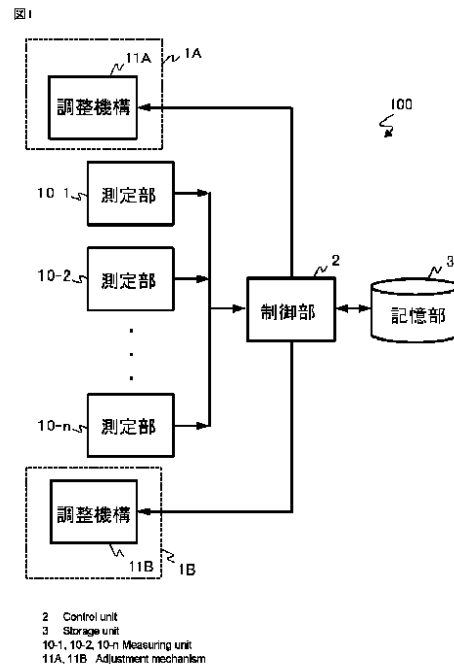 図1
1A
11A
調整機構
100
10-1
測定部
10-2
測定部
2
制御部
3
記憶部
・
・
・
10-n
測定部
調整機構
11B
1B
2 Control unit
3 Storage unit
10-1, 10-2, 10-n Measuring unit
11A, 11B Adjustment mechanism